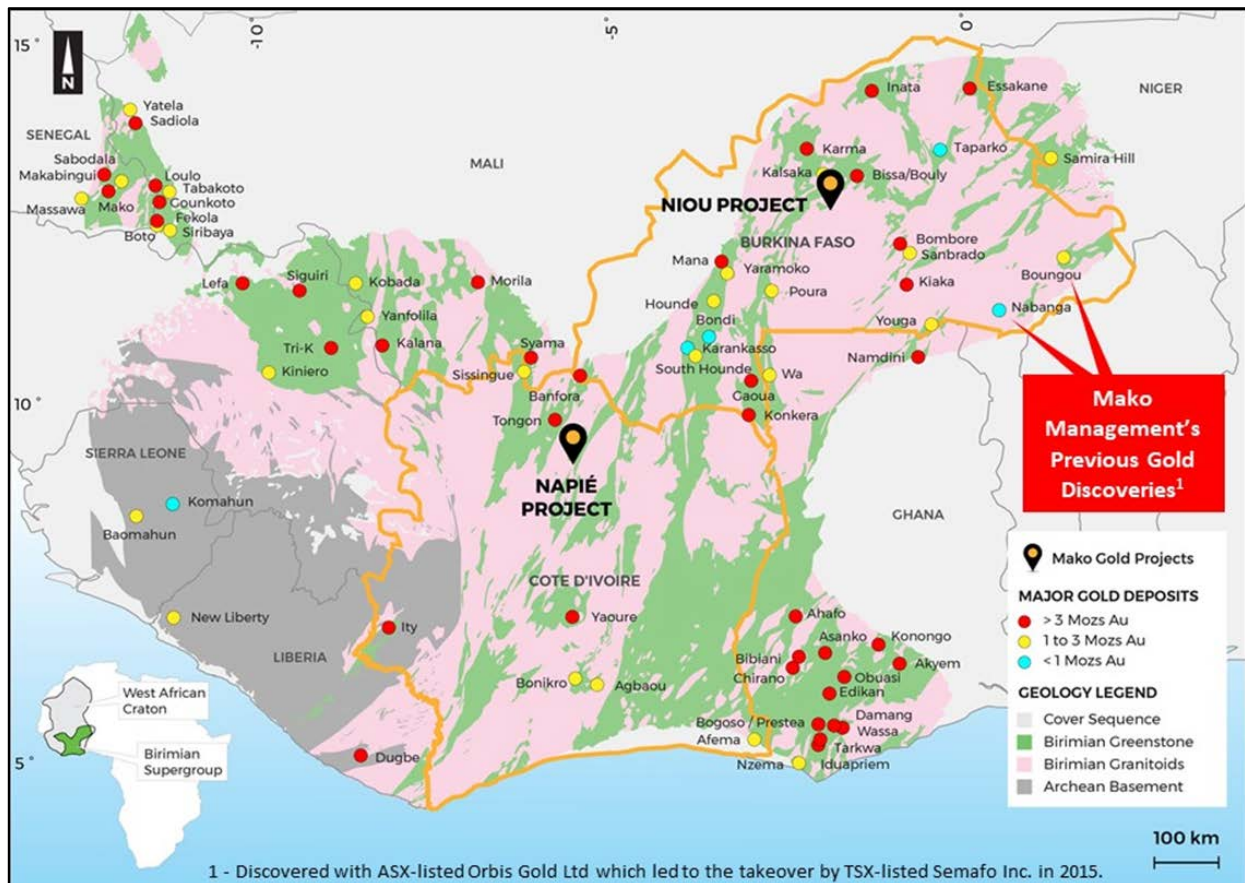 15°
-10
-5
0
N
NIGER
MALI
SENEGAL
Yatela
Sadiola
Sabodala
Makabingui
Massawa
Mako
Loulo
Tabakoto
Gounkoto
Fekola
Boto
Siribaya
Inata
Essakane
Karma
Taparko
Kalsaka
Bissa/Bouly
Samira Hill
NIOU PROJECT
BURKINA FASO
Bombore
Sanbrado
Mana
Yaramoko
Kiaka
Boungou
Hounde
Poura
Nabanga
Bondi
Youga
Karankasso
South Hounde
Namdini
Wa
Gaoua
Konkera
Lefa
Siguiri
Kobada
Morila
Yanfolila
Tri-K
Kalana
Kiniero
Syama
Sissingue
Banfora
Tongon
10°
NAPIÉ
PROJECT
Mako
Management's
Previous Gold
Discoveries1
SIERRA LEONE
Komahun
Baomahun
GHANA
COTE D'IVOIRE
New Liberty
Ity
Yaoure
LIBERIA
Bonikro
Agbaou
Ahafo
Asanko
Konongo
Bibiani
Akyem
Chirano
Obuasi
Edikan
Bogoso / Prestea
Damang
Afema
Wassa
Tarkwa
Nzema
Iduapriem
Dugbe
5°
West African
Craton
Birimian
Supergroup
Mako Gold Projects
MAJOR GOLD DEPOSITS
> 3 Mozs Au
1 to 3 Mozs Au
<1 Mozs Au
GEOLOGY LEGEND
Cover Sequence
Birimian Greenstone
Birimian Granitoids
Archean Basement
100 km
1 - Discovered with ASX-listed Orbis Gold Ltd which led to the takeover by TSX-listed Semafo Inc. in 2015.